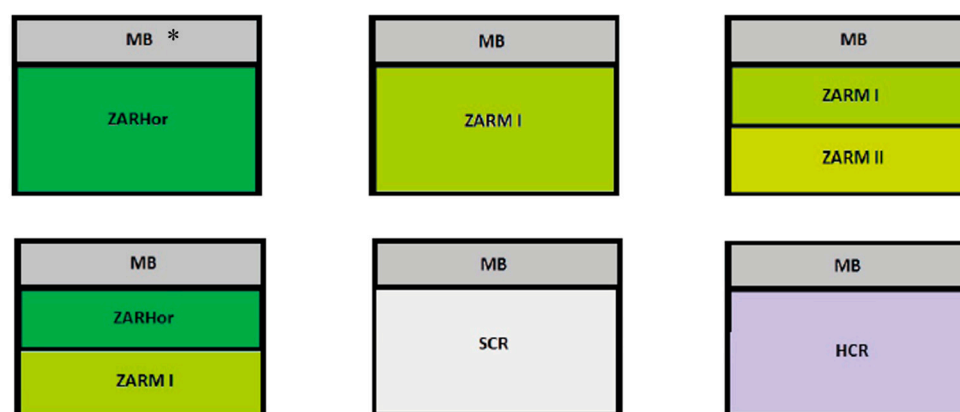 MB *
ZARHor
MB
ZARM I
MB
ZARM I
ZARM II
MB
ZARHor
ZARM I
MB
SCR
MB
HCR